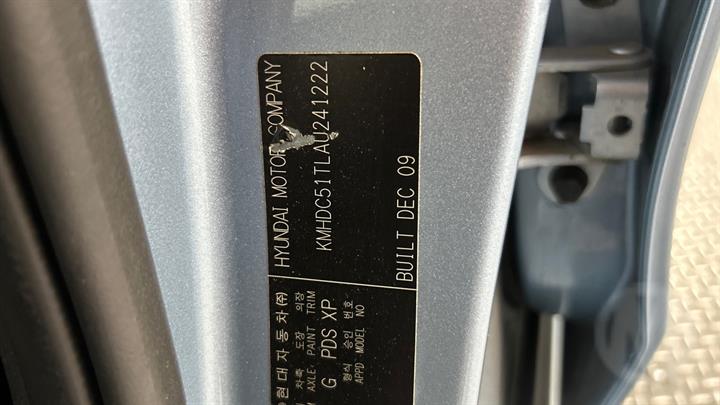 HYUNDAI MOTOR COMPANY
KMHDC51TLAU241222
BUILT DEC 09
현대자동차(주)
차축 도장 외장
AXLE PAINT TRIM
G PDS XP
형식 승인 번호
APPD MODEL NO